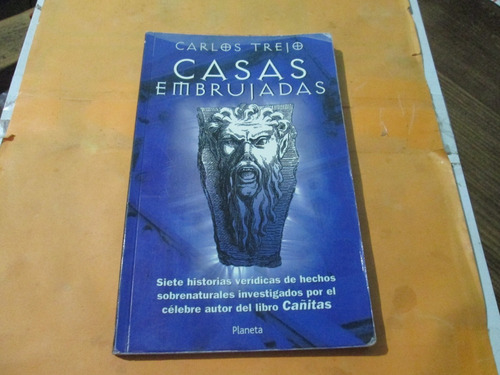 CARLOS TREJO
CASAS
EMBRUJADAS
Siete historias verídicas de hechos
sobrenaturales investigados por el
célebre autor del libro Cañitas
Planeta